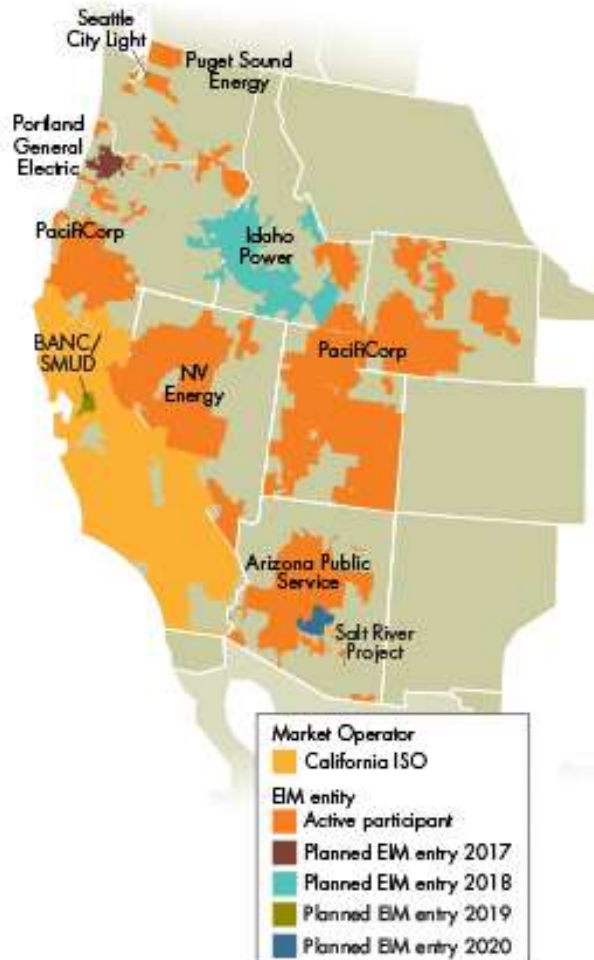 Seattle
City Light
Puget Sound
Energy
Portland
General
Electric
PacifiCorp
Idaho
Power
BANC/
SMUD
NV
Energy
PacifiCorp
Arizona Public
Service
Salt River
Project
Market Operator
California ISO
EIM entity
Active participant
Planned EIM entry 2017
Planned EIM entry 2018
Planned EIM entry 2019
Planned EIM entry 2020